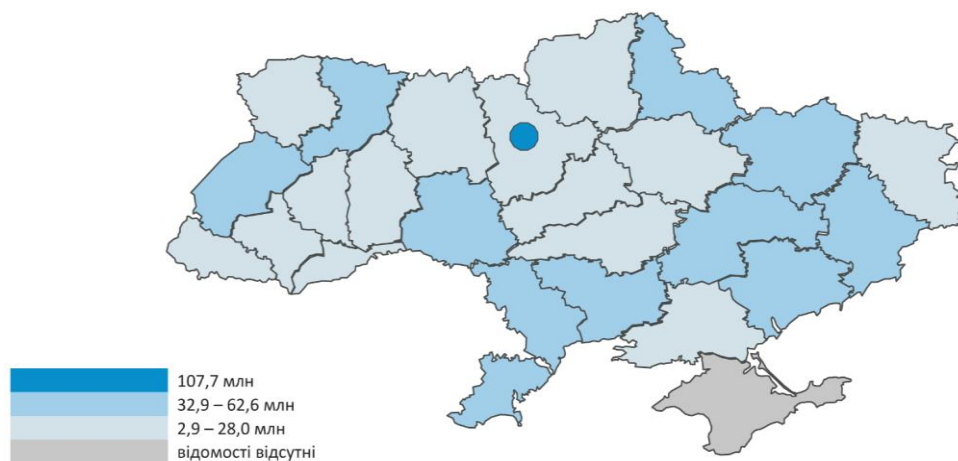 107,7 млн
32,9 – 62,6 млн
2,9 – 28,0 млн
відомості відсутні